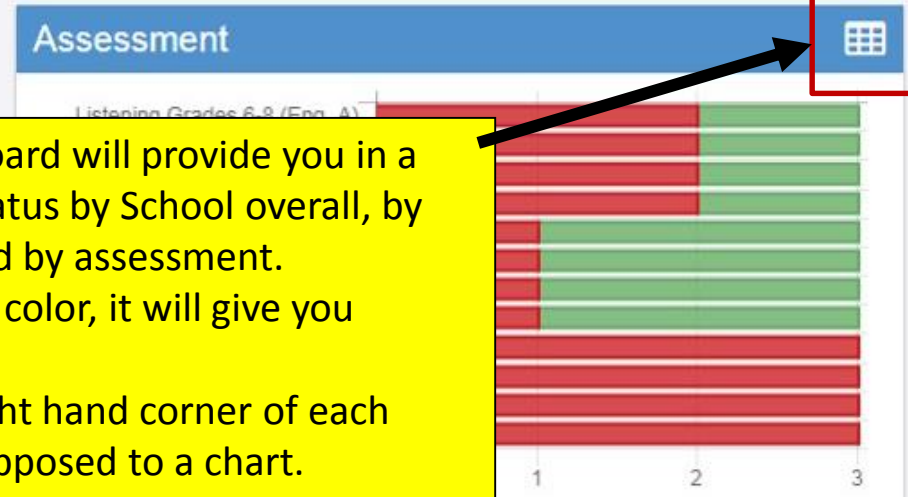 Assessment
Listening Grades 6-8 (Eng. A)
oard will provide you in a
atus by School overall, by
d by assessment.
color, it will give you
ht hand corner of each
pposed to a chart.
1 2 3